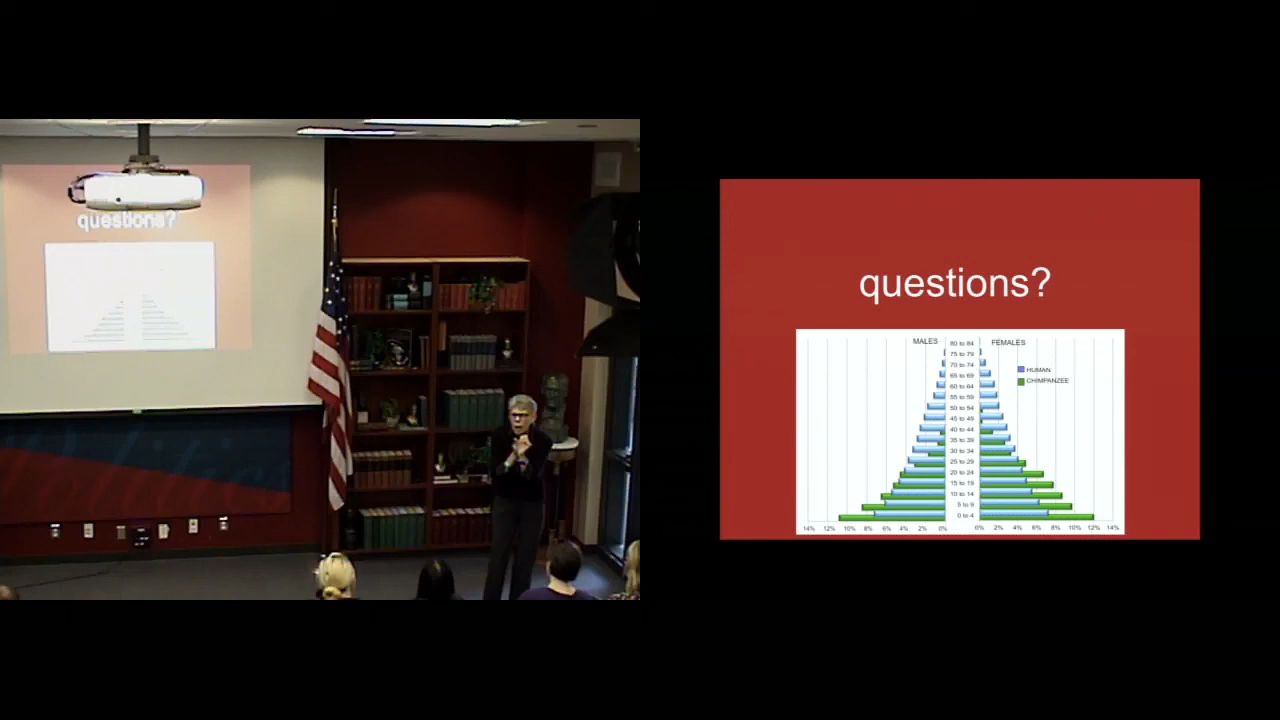 questions?
questions?
MALES
FEMALES
HUMAN
CHIMPANZEE
80 to 84
75 to 79
70 to 74
65 to 69
60 to 64
55 to 59
50 to 54
45 to 49
40 to 44
35 to 39
30 to 34
25 to 29
20 to 24
15 to 19
10 to 14
5 to 9
0 to 4
14% 12% 10% 8% 6% 4% 2% 0%
0% 2% 4% 6% 8% 10% 12% 14%